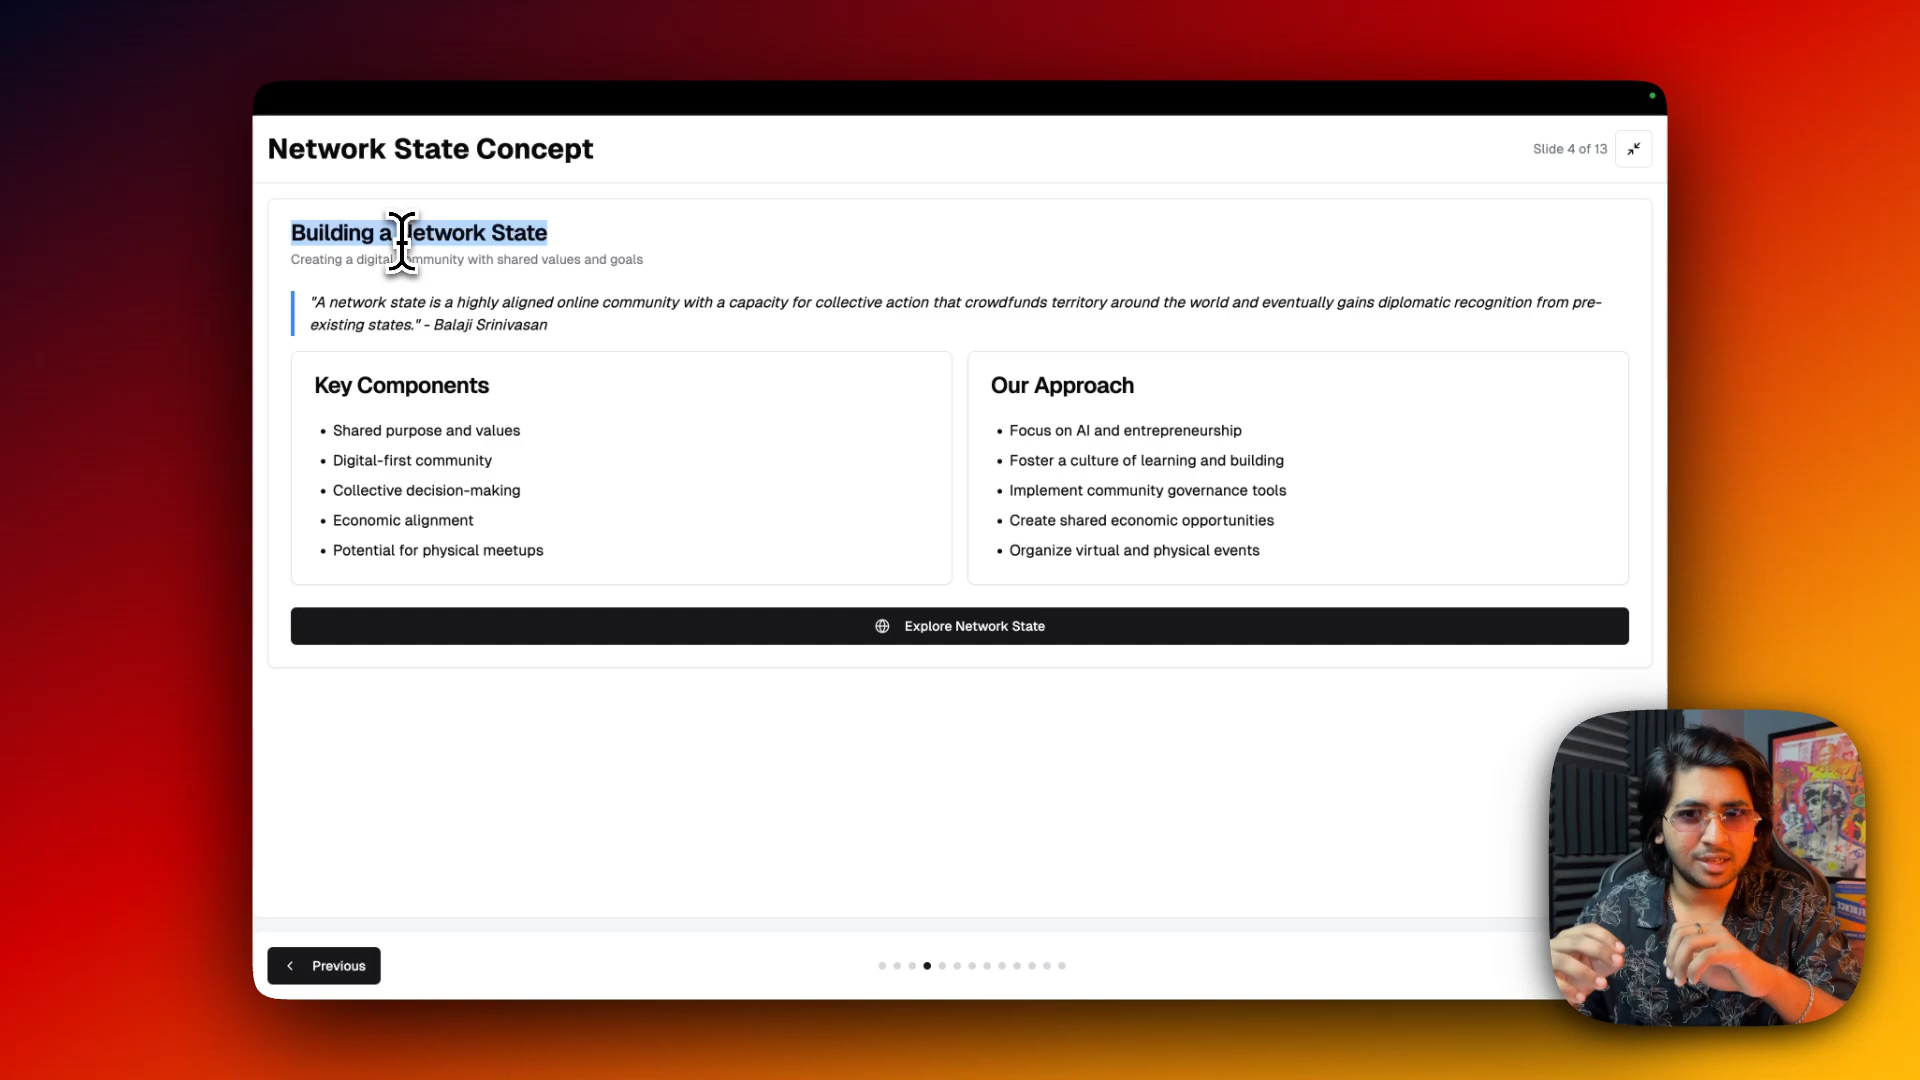 Network State Concept
Slide 4 of 13
Building a Network State
Creating a digital community with shared values and goals
"A network state is a highly aligned online community with a capacity for collective action that crowdfunds territory around the world and eventually gains diplomatic recognition from pre-
existing states." - Balaji Srinivasan
Key Components
• Shared purpose and values
• Digital-first community
• Collective decision-making
• Economic alignment
• Potential for physical meetups
Our Approach
• Focus on AI and entrepreneurship
• Foster a culture of learning and building
• Implement community governance tools
• Create shared economic opportunities
• Organize virtual and physical events
Explore Network State
Previous